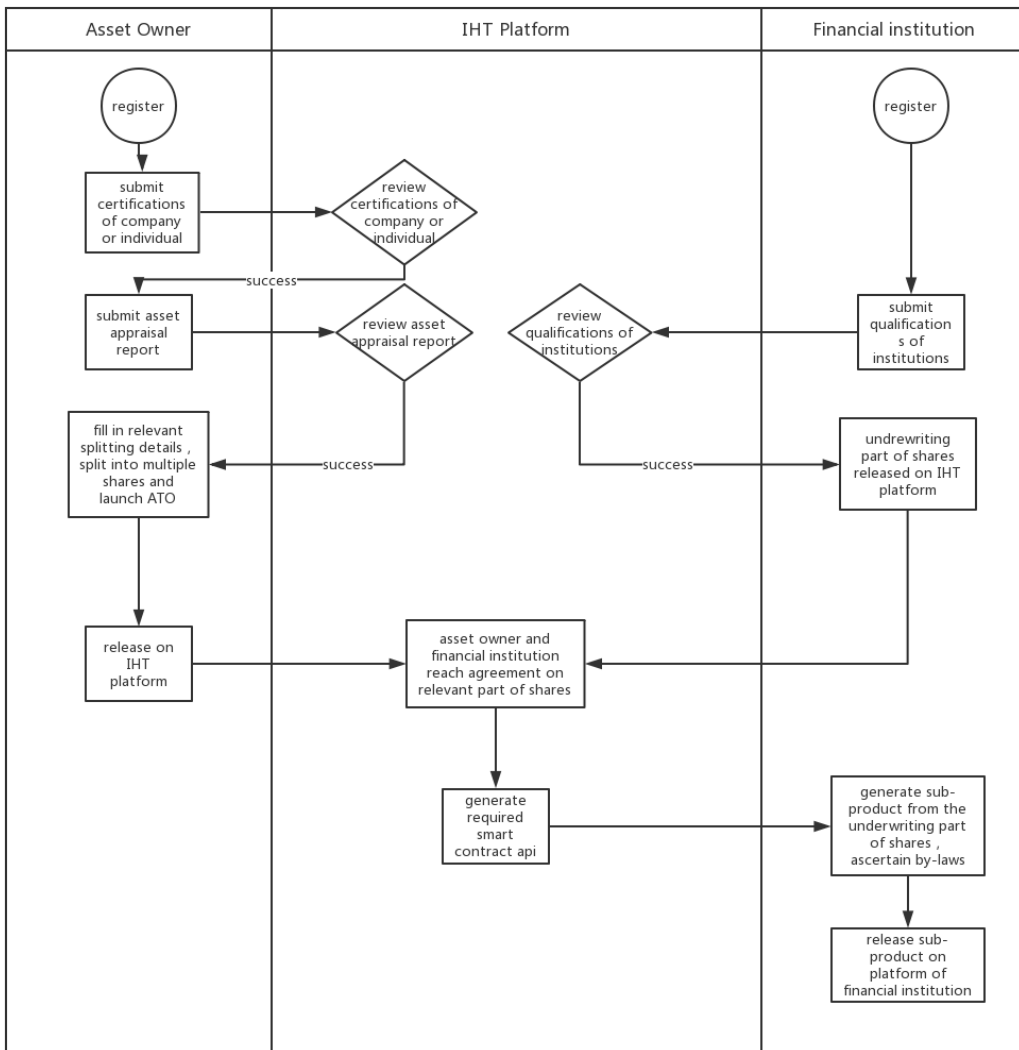 Asset Owner
IHT Platform
Financial institution
register
register
submit
certifications
of company
or individual
review
certifications of
company or
individual
success
submit asset
appraisal
report
review asset
appraisal report
review
qualifications of
institutions
submit
qualification
s of
institutions
fill in relevant
splitting details ,
split into multiple
shares and
launch ATO
success
success
undrewriting
part of shares
released on IHT
platform
release on
IHT
platform
asset owner and
financial institution
reach agreement on
relevant part of shares
generate
required
smart
contract api
generate sub-
product from the
underwriting part
of shares ,
ascertain by-laws
release sub-
product on
platform of
financial institution